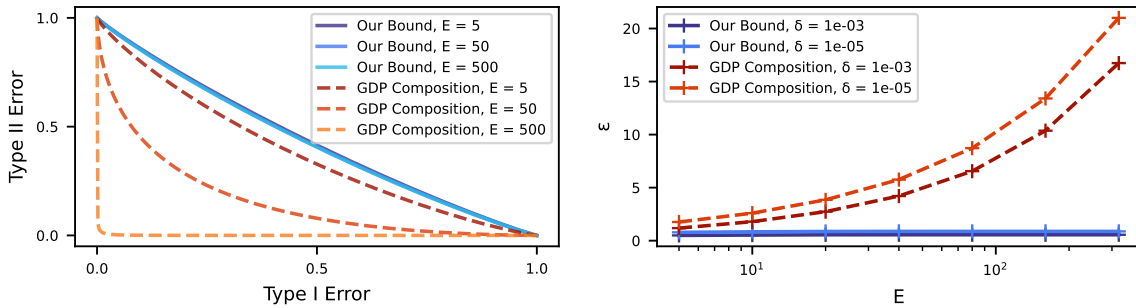 Type II Error
1.0
0.5
0.0
Our Bound, E = 5
Our Bound, E = 50
Our Bound, E = 500
GDP Composition, E = 5
GDP Composition, E = 50
GDP Composition, E = 500
0.0
0.5
1.0
Type I Error
ε
20
15
10
5
0
Our Bound, δ = 1e-03
Our Bound, δ = 1e-05
GDP Composition, δ = 1e-03
GDP Composition, δ = 1e-05
10¹
10²
E